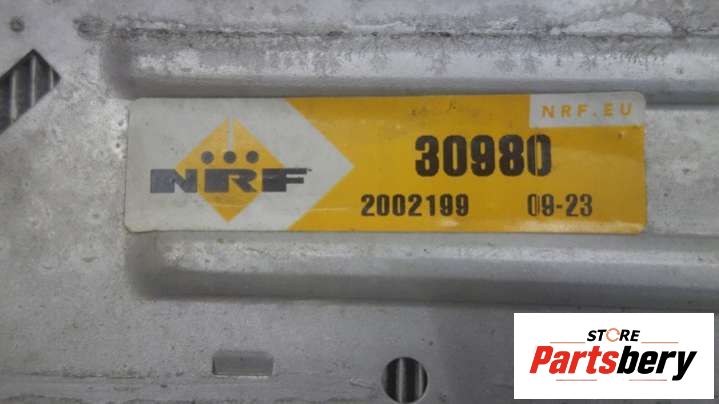 NRF.EU
30980
NRF
2002199 09-23
STORE
Partsbery